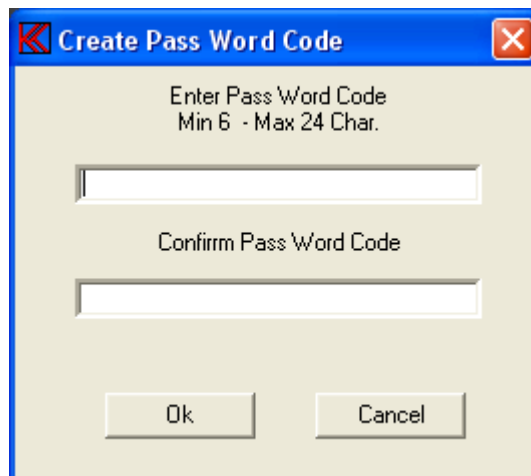 Create Pass Word Code
Enter Pass Word Code
Min 6 - Max 24 Char.
Confirm Pass Word Code
Ok
Cancel